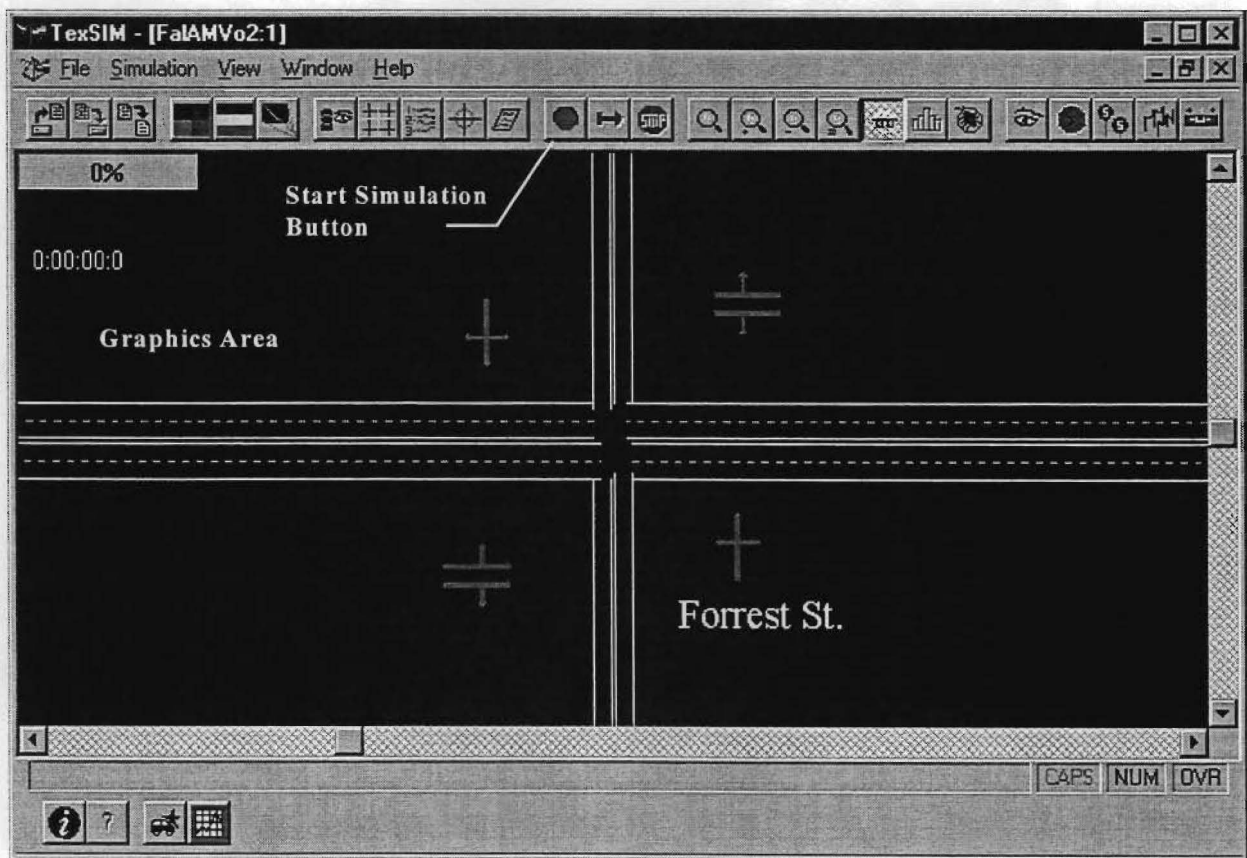 TexSIM - [FalAMVo2:1]
File Simulation View Window Help
STOP
0%
Start Simulation
Button
0:00:00:0
Graphics Area
Forrest St.
CAPS NUM OVR
i ?